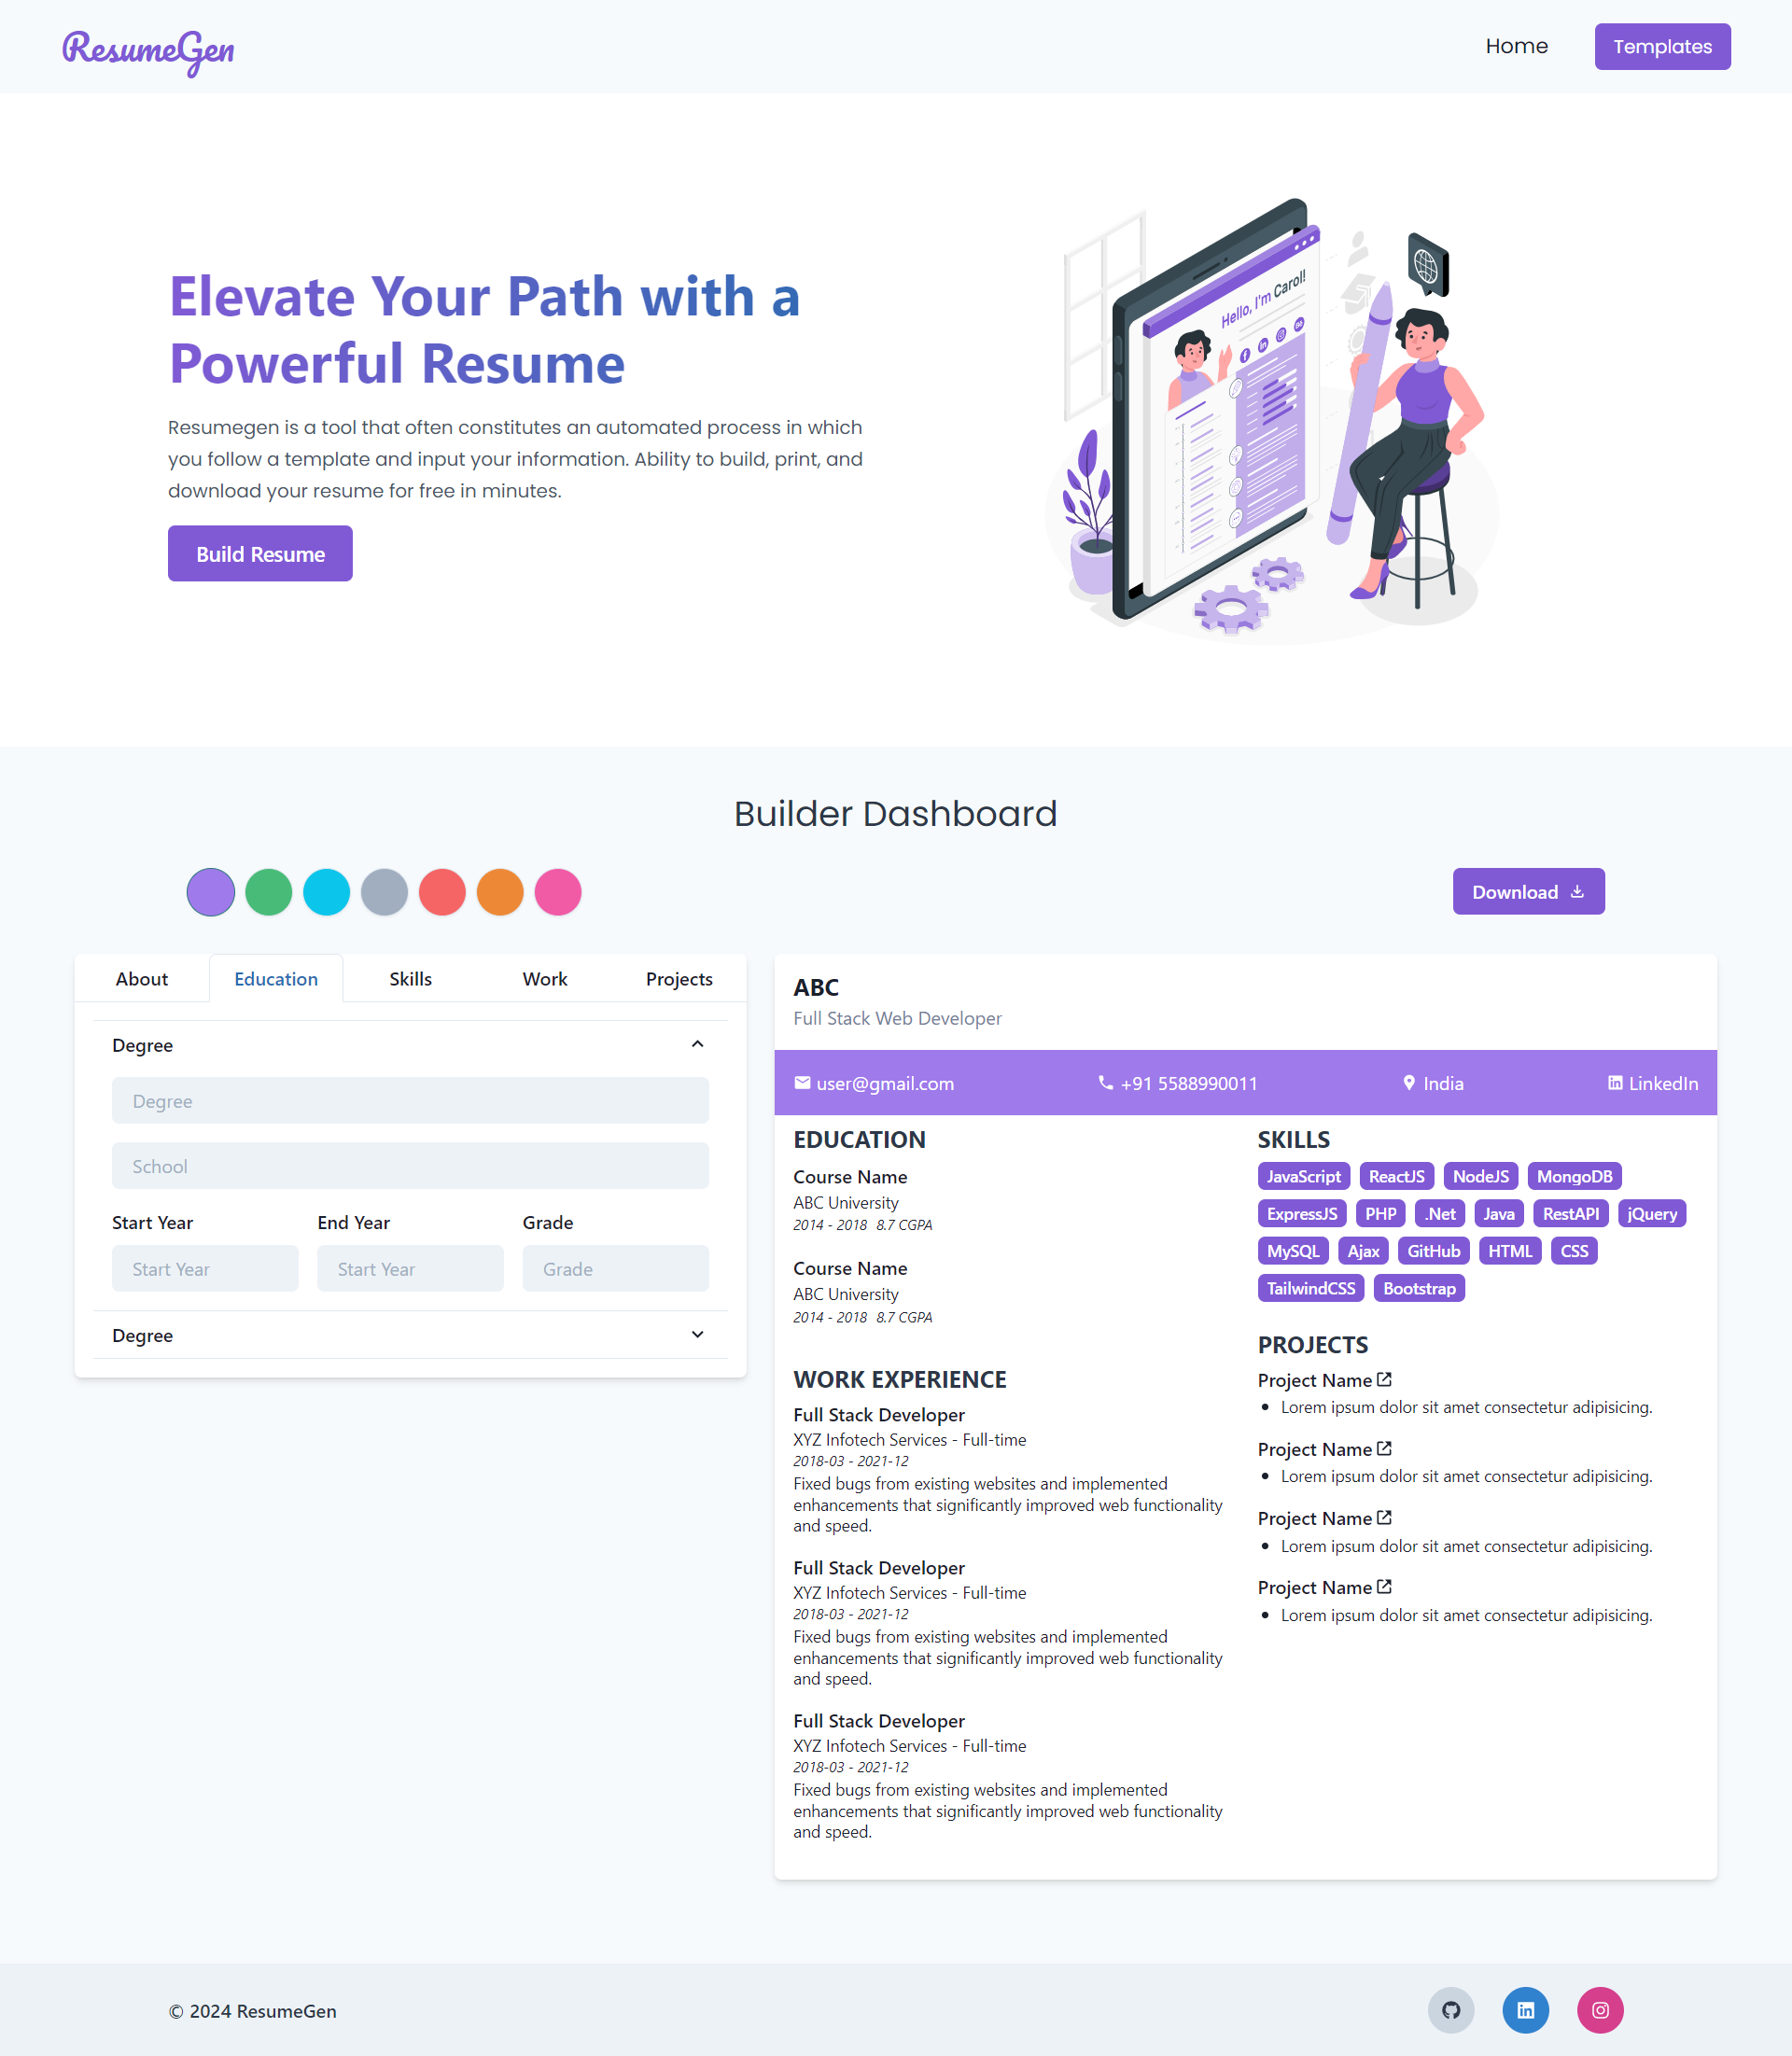 ResumeGen
Home
Templates
Elevate Your Path with a
Powerful Resume
Resumegen is a tool that often constitutes an automated process in which
you follow a template and input your information. Ability to build, print, and
download your resume for free in minutes.
Build Resume
Hello, I'm Carol!
Builder Dashboard
Download
About
Education
Skills
Work
Projects
Degree
Degree
School
Start Year
End Year
Grade
Start Year
Start Year
Grade
Degree
ABC
Full Stack Web Developer
user@gmail.com
+91 5588990011
India
LinkedIn
EDUCATION
Course Name
ABC University
2014 - 2018 8.7 CGPA
Course Name
ABC University
2014 - 2018 8.7 CGPA
WORK EXPERIENCE
Full Stack Developer
XYZ Infotech Services - Full-time
2018-03 - 2021-12
Fixed bugs from existing websites and implemented
enhancements that significantly improved web functionality
and speed.
Full Stack Developer
XYZ Infotech Services - Full-time
2018-03 - 2021-12
Fixed bugs from existing websites and implemented
enhancements that significantly improved web functionality
and speed.
Full Stack Developer
XYZ Infotech Services - Full-time
2018-03 - 2021-12
Fixed bugs from existing websites and implemented
enhancements that significantly improved web functionality
and speed.
SKILLS
JavaScript ReactJS NodeJS MongoDB
ExpressJS PHP .Net Java RestAPI jQuery
MySQL Ajax GitHub HTML CSS
TailwindCSS Bootstrap
PROJECTS
Project Name
• Lorem ipsum dolor sit amet consectetur adipisicing.
Project Name
• Lorem ipsum dolor sit amet consectetur adipisicing.
Project Name
• Lorem ipsum dolor sit amet consectetur adipisicing.
Project Name
• Lorem ipsum dolor sit amet consectetur adipisicing.
© 2024 ResumeGen